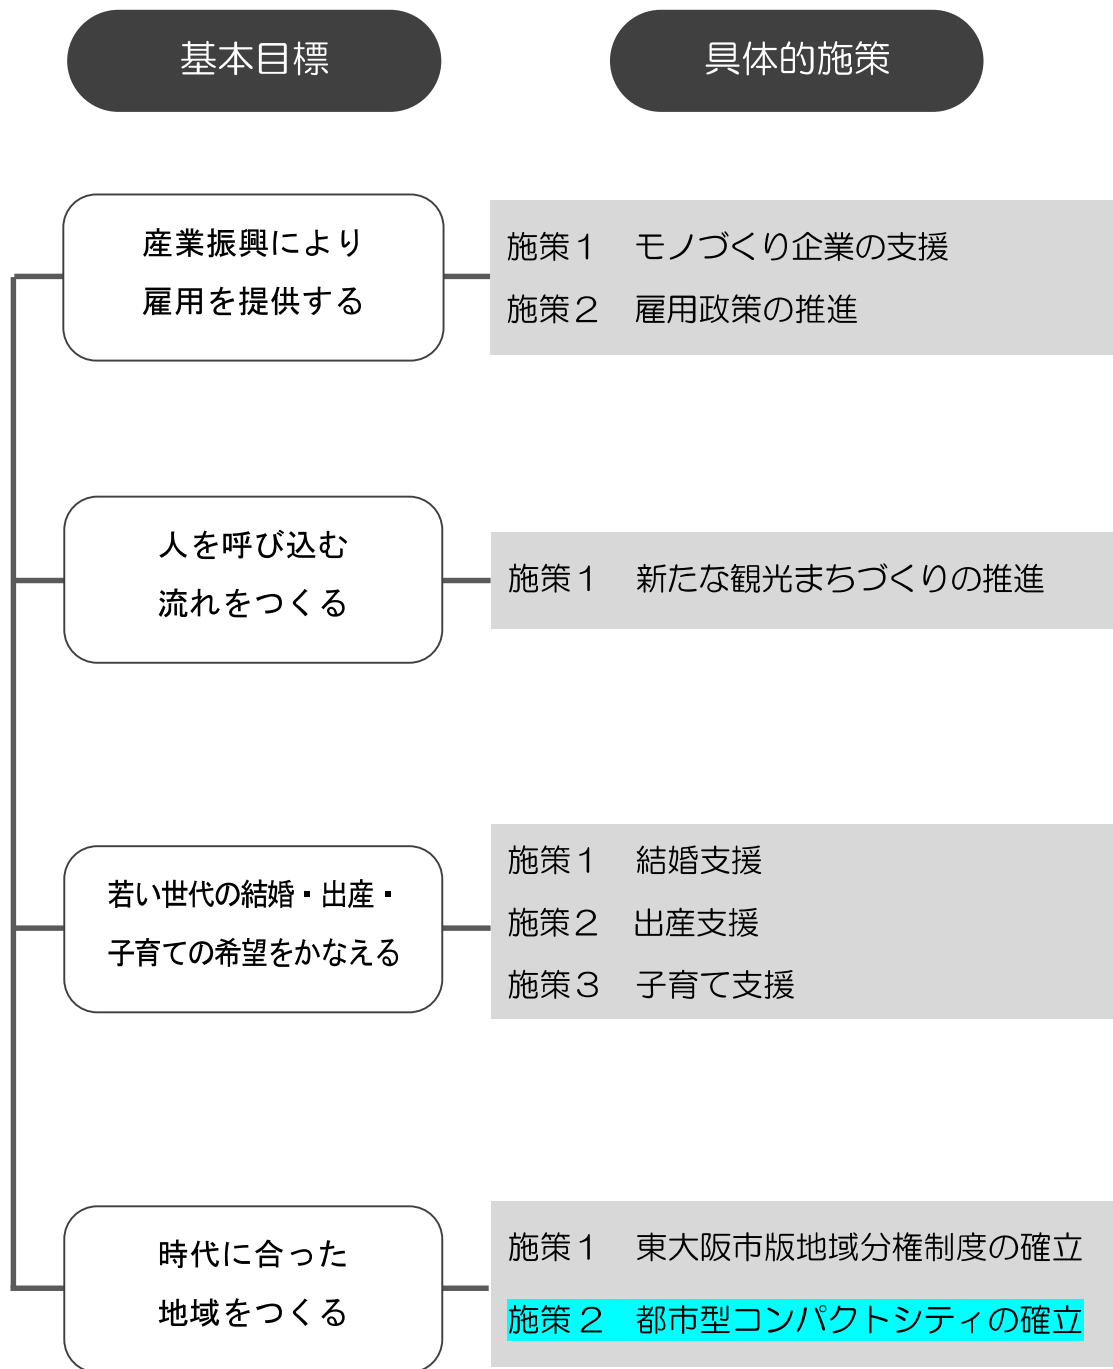 基本目標
具体的施策
産業振興により
雇用を提供する
施策１　モノづくり企業の支援
施策２　雇用政策の推進
人を呼び込む
流れをつくる
施策１　新たな観光まちづくりの推進
若い世代の結婚・出産・
子育ての希望をかなえる
施策１　結婚支援
施策２　出産支援
施策３　子育て支援
時代に合った
地域をつくる
施策１　東大阪市版地域分権制度の確立
施策２　都市型コンパクトシティの確立